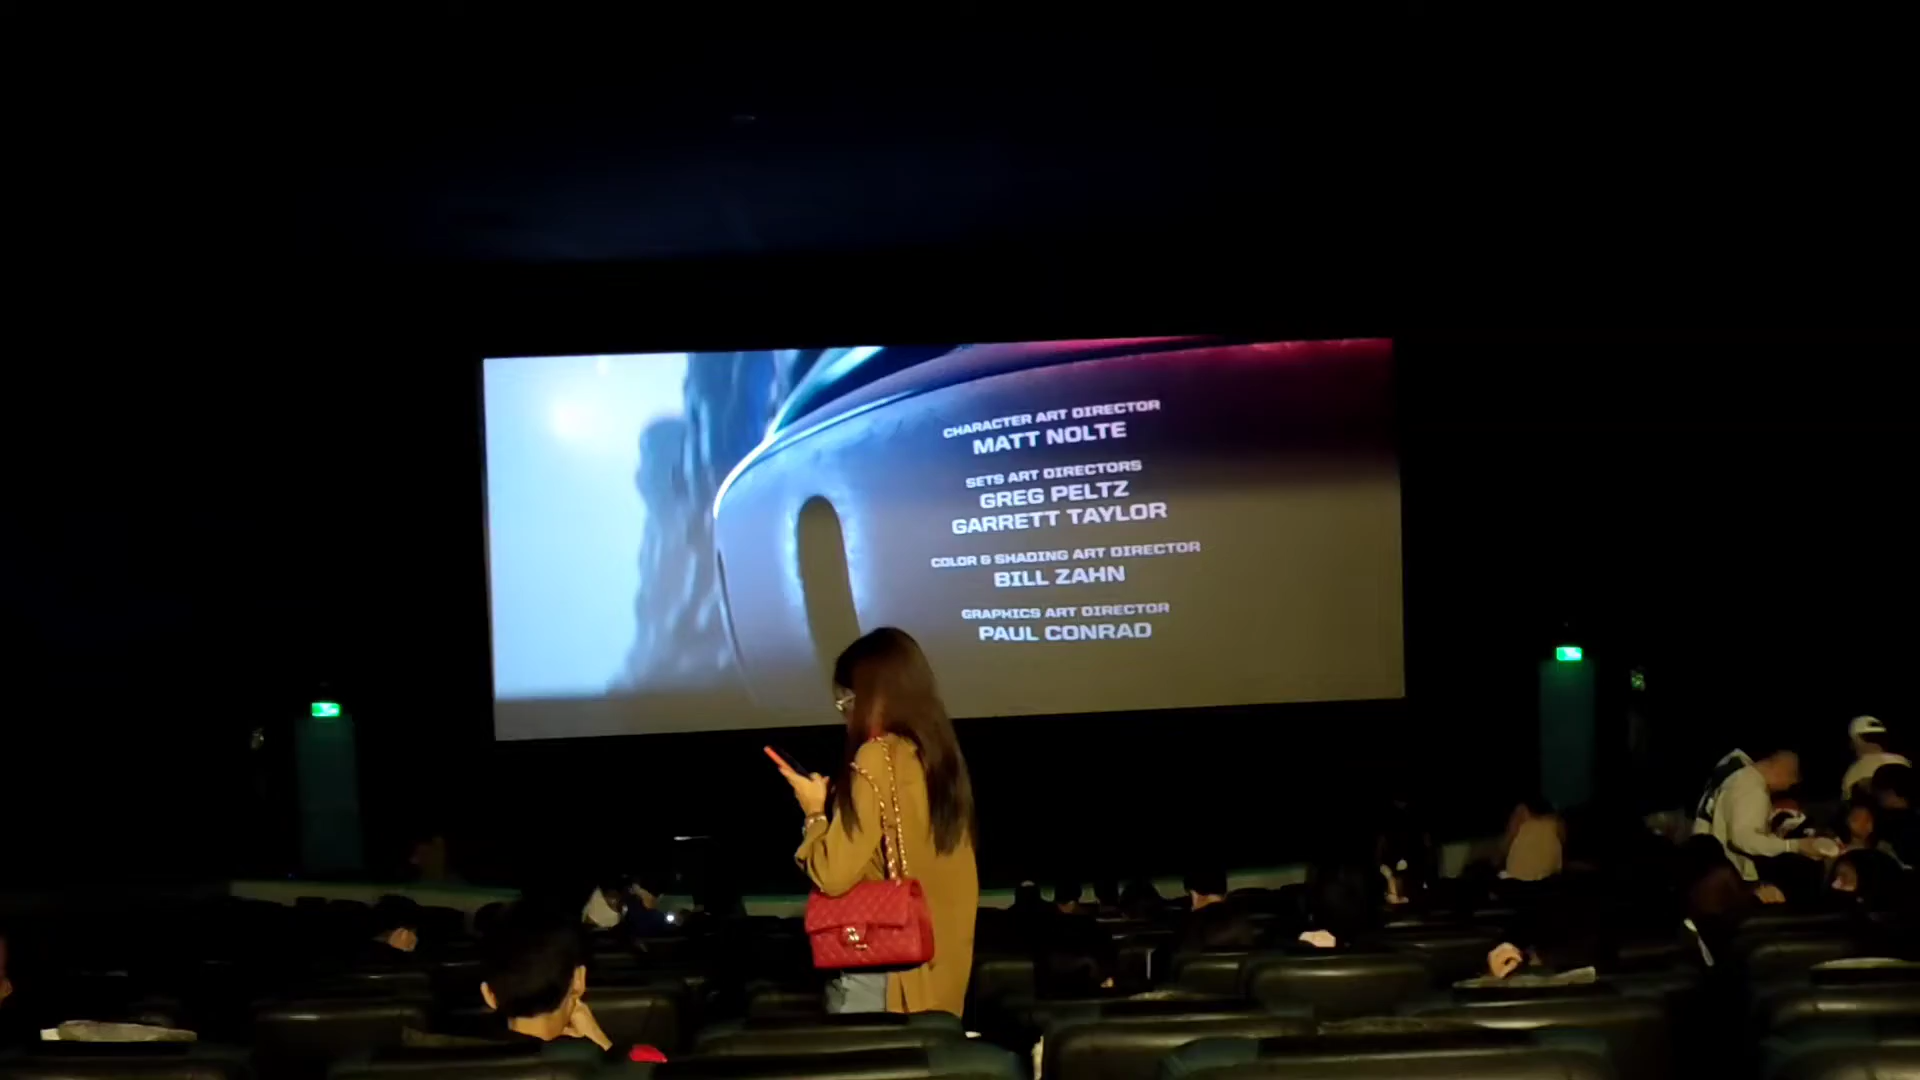 CHARACTER ART DIRECTOR
MATT NOLTE
SETS ART DIRECTORS
GREG PELTZ
GARRETT TAYLOR
COLOR & SHADING ART DIRECTOR
BILL ZAHN
GRAPHICS ART DIRECTOR
PAUL CONRAD